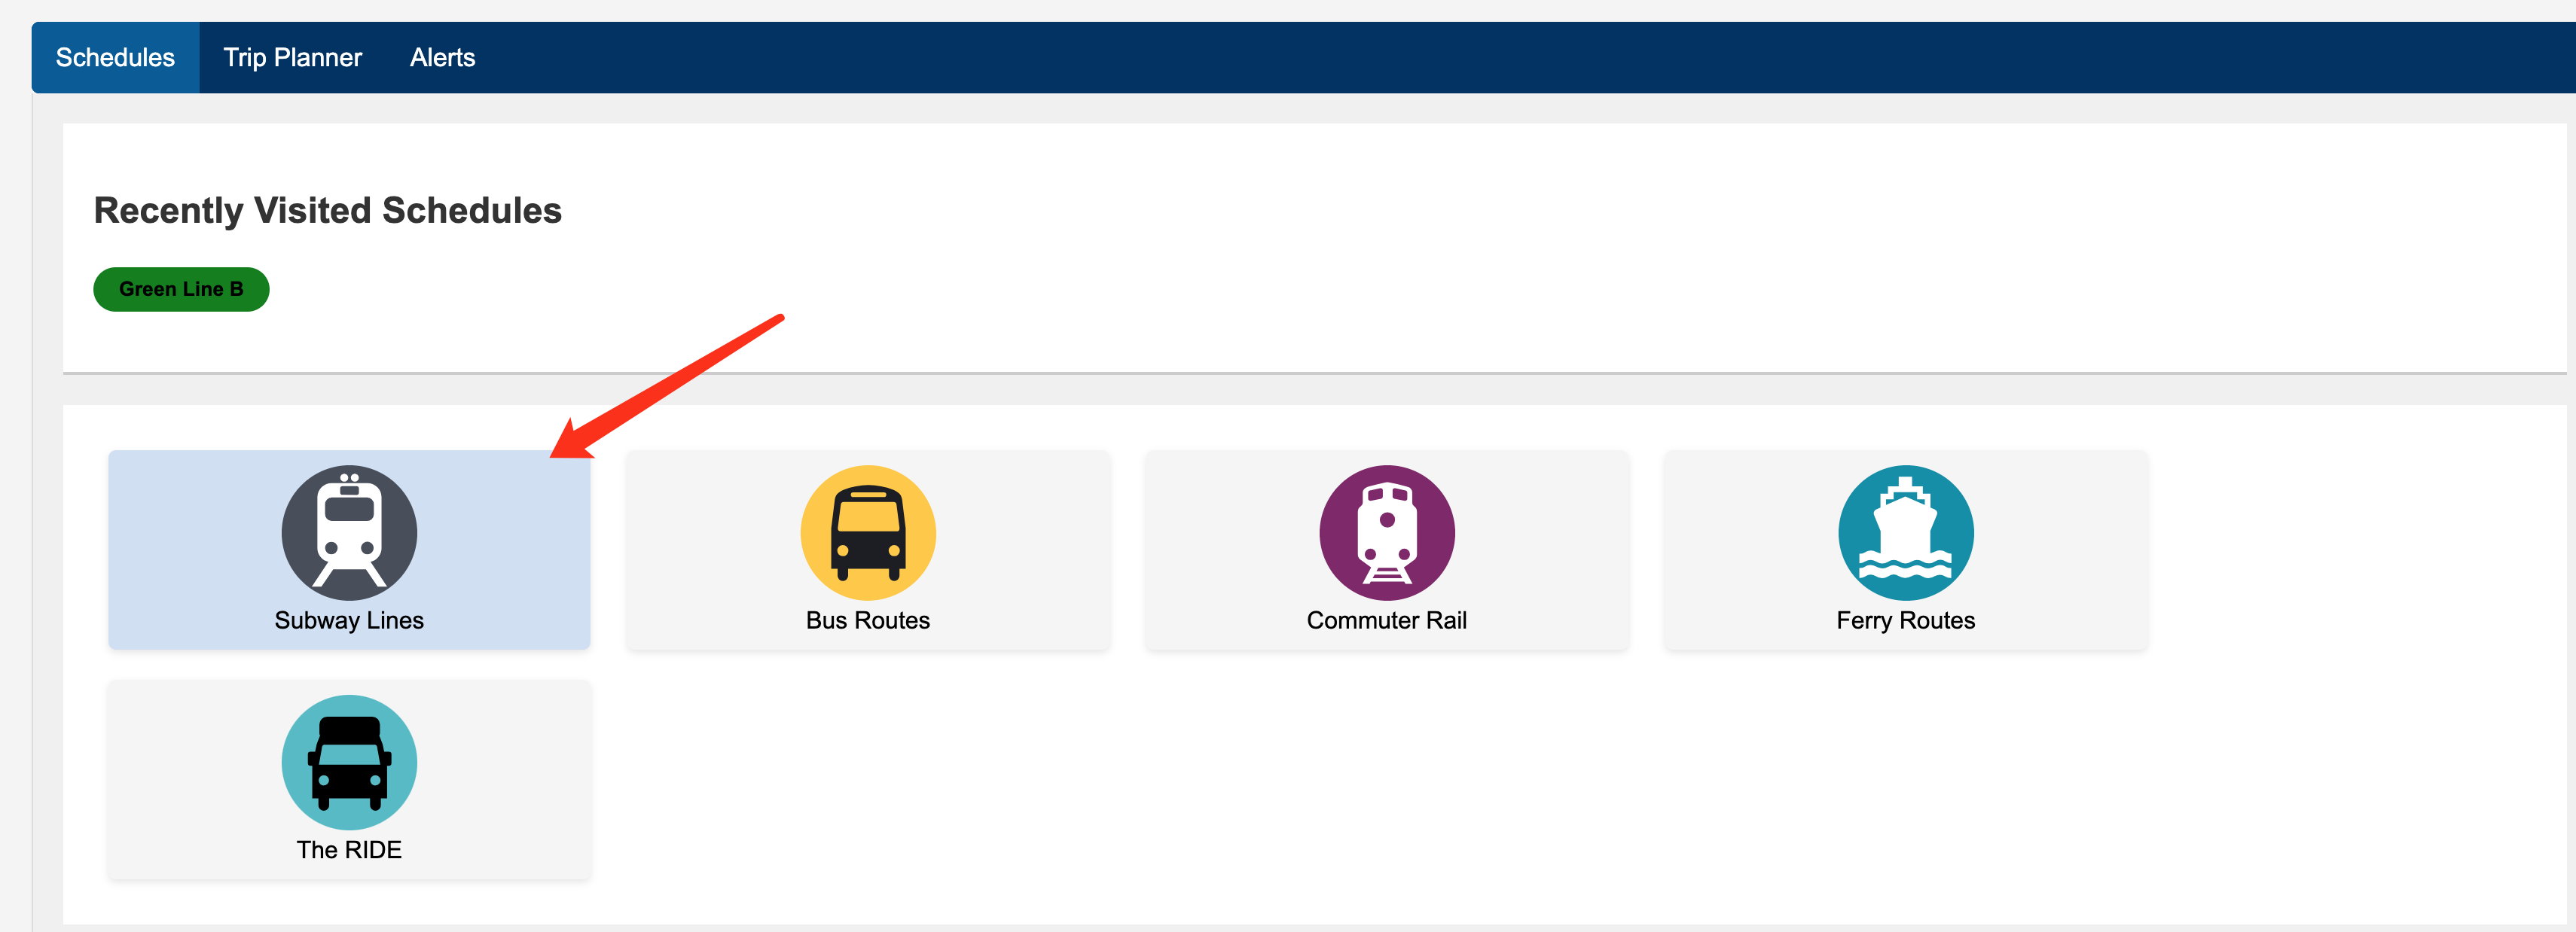 Schedules Trip Planner Alerts
Recently Visited Schedules
Green Line B
Subway Lines
Bus Routes
Commuter Rail
Ferry Routes
The RIDE